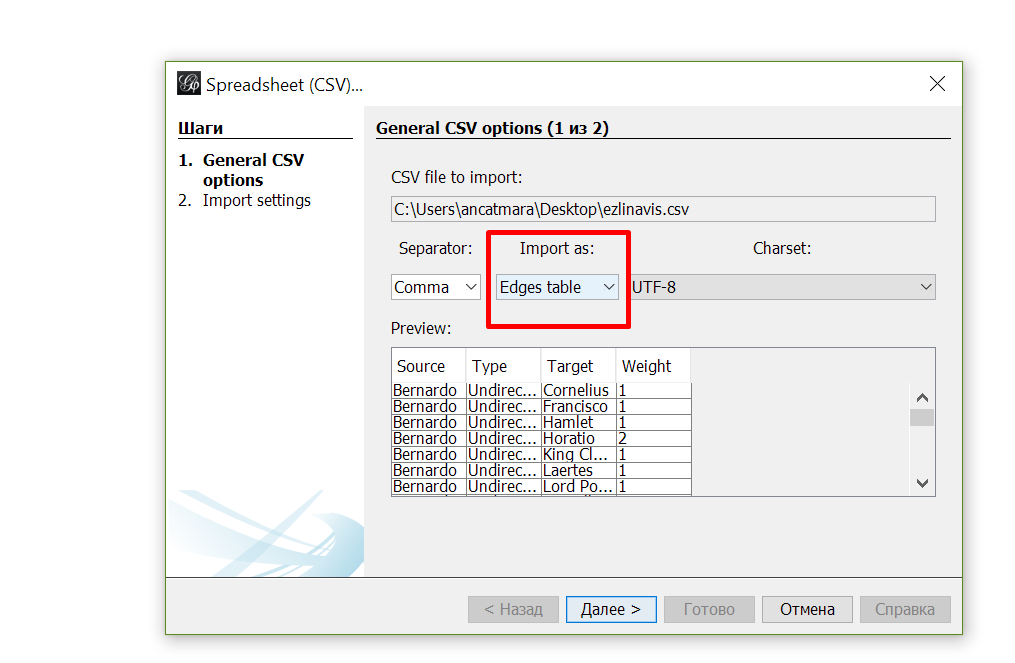 Spreadsheet (CSV)...
Шаги
1. General CSV
options
2. Import settings
General CSV options (1 из 2)
CSV file to import:
C:\Users\ancatmara\Desktop\ezlinavis.csv
Separator: Import as: Charset:
Comma Edges table UTF-8
Preview:
Source Type Target Weight
Bernardo Undirec... Cornelius 1
Bernardo Undirec... Francisco 1
Bernardo Undirec... Hamlet 1
Bernardo Undirec... Horatio 2
Bernardo Undirec... King Cl... 1
Bernardo Undirec... Laertes 1
Bernardo Undirec... Lord Po... 1
< Назад Далее > Готово Отмена Справка